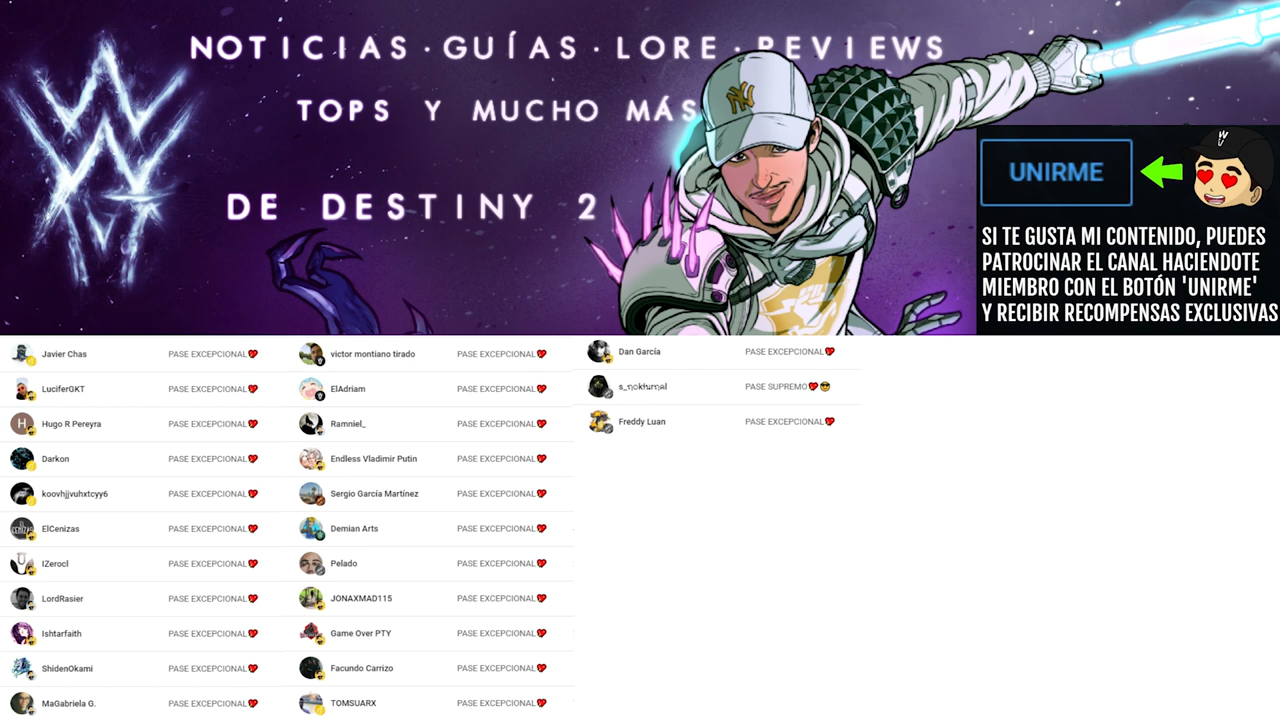 NOTICIAS · GUÍAS · LORE · REVIEWS
TOPS Y MUCHO MÁS
DE DESTINY 2
UNIRME
SI TE GUSTA MI CONTENIDO, PUEDES
PATROCINAR EL CANAL HACIENDOTE
MIEMBRO CON EL BOTÓN 'UNIRME'
Y RECIBIR RECOMPENSAS EXCLUSIVAS
Javier Chas PASE EXCEPCIONAL
LuciferGKT PASE EXCEPCIONAL
H Hugo R Pereyra PASE EXCEPCIONAL
Darkon PASE EXCEPCIONAL
koovhjjvuhxtcyy6 PASE EXCEPCIONAL
ElCenizas PASE EXCEPCIONAL
IZerocl PASE EXCEPCIONAL
LordRasier PASE EXCEPCIONAL
Ishtarfaith PASE EXCEPCIONAL
ShidenOkami PASE EXCEPCIONAL
MaGabriela G. PASE EXCEPCIONAL
victor montiano tirado PASE EXCEPCIONAL
ElAdriam PASE EXCEPCIONAL
Ramniel_ PASE EXCEPCIONAL
Endless Vladimir Putin PASE EXCEPCIONAL
Sergio García Martínez PASE EXCEPCIONAL
Demian Arts PASE EXCEPCIONAL
Pelado PASE EXCEPCIONAL
JONAXMAD115 PASE EXCEPCIONAL
Game Over PTY PASE EXCEPCIONAL
Facundo Carrizo PASE EXCEPCIONAL
TOMSUARX PASE EXCEPCIONAL
Dan García PASE EXCEPCIONAL
PASE SUPREMO
Freddy Luan PASE EXCEPCIONAL